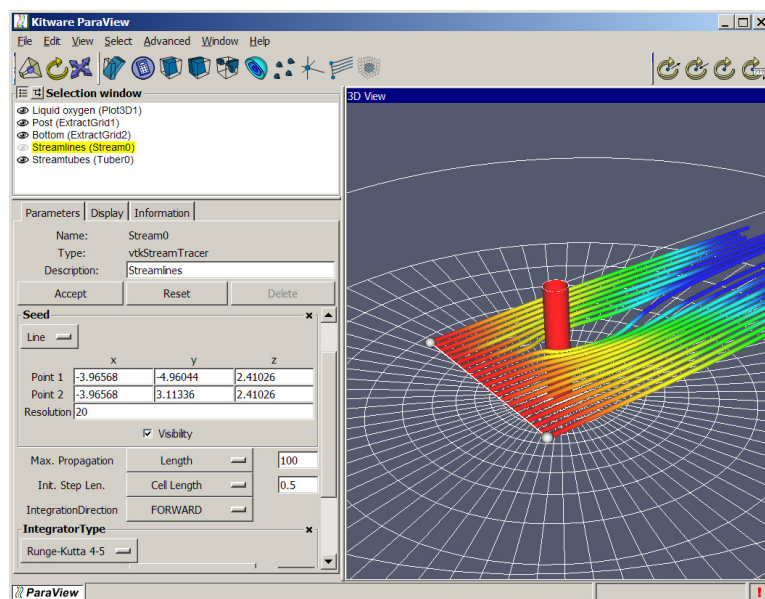 Kitware ParaView
File Edit View Select Advanced Window Help
Selection window
Liquid oxygen (Plot3D1)
Post (ExtractGrid1)
Bottom (ExtractGrid2)
Streamlines (Stream0)
Streamtubes (Tuber0)
3D View
Parameters Display Information
Name: Stream0
Type: vtkStreamTracer
Description: Streamlines
Accept Reset Delete
Seed
Line
x y z
Point 1 -3.96568 -4.96044 2.41026
Point 2 -3.96568 3.11336 2.41026
Resolution 20
Visibility
Max. Propagation Length 100
Init. Step Len. Cell Length 0.5
IntegrationDirection FORWARD
IntegratorType
Runge-Kutta 4-5
ParaView